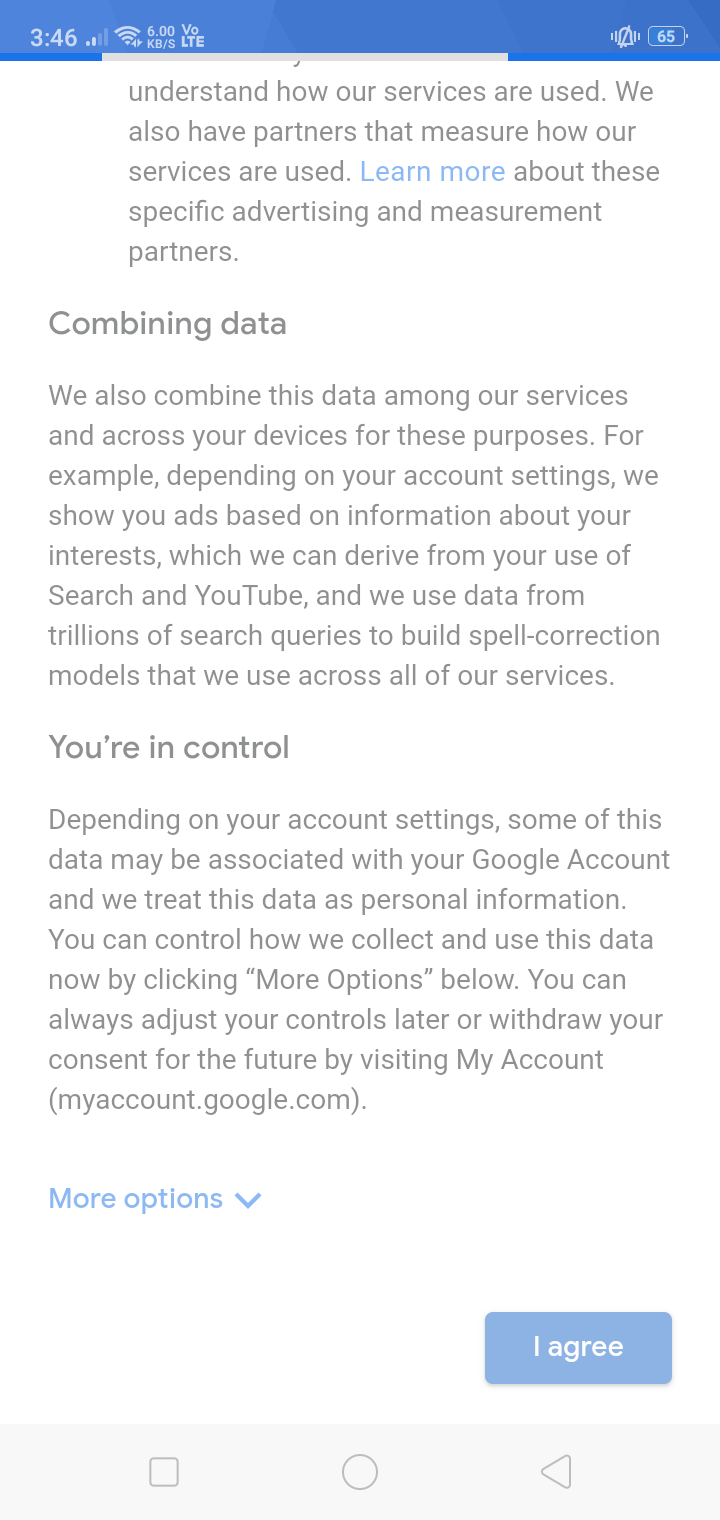 3:46 6.00 KB/S Vo LTE 65
understand how our services are used. We
also have partners that measure how our
services are used. Learn more about these
specific advertising and measurement
partners.
Combining data
We also combine this data among our services
and across your devices for these purposes. For
example, depending on your account settings, we
show you ads based on information about your
interests, which we can derive from your use of
Search and YouTube, and we use data from
trillions of search queries to build spell-correction
models that we use across all of our services.
You’re in control
Depending on your account settings, some of this
data may be associated with your Google Account
and we treat this data as personal information.
You can control how we collect and use this data
now by clicking “More Options” below. You can
always adjust your controls later or withdraw your
consent for the future by visiting My Account
(myaccount.google.com).
More options
I agree